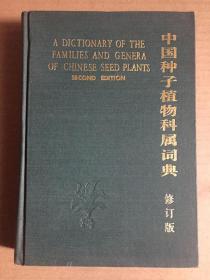 A DICTIONARY OF THE
FAMILIES AND GENERA
OF CHINESE SEED PLANTS
SECOND EDITION
中国种子植物科属词典
修订版